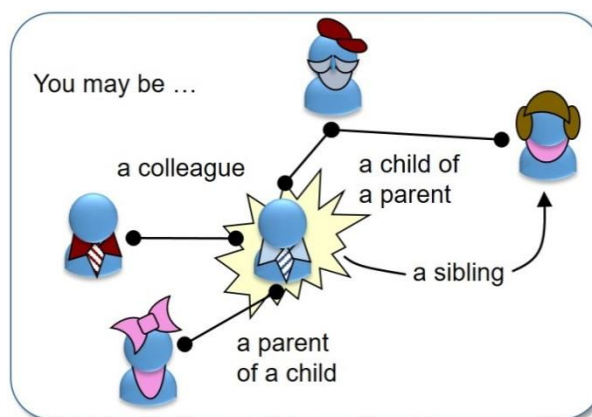 You may be …
a colleague
a child of
a parent
a sibling
a parent
of a child